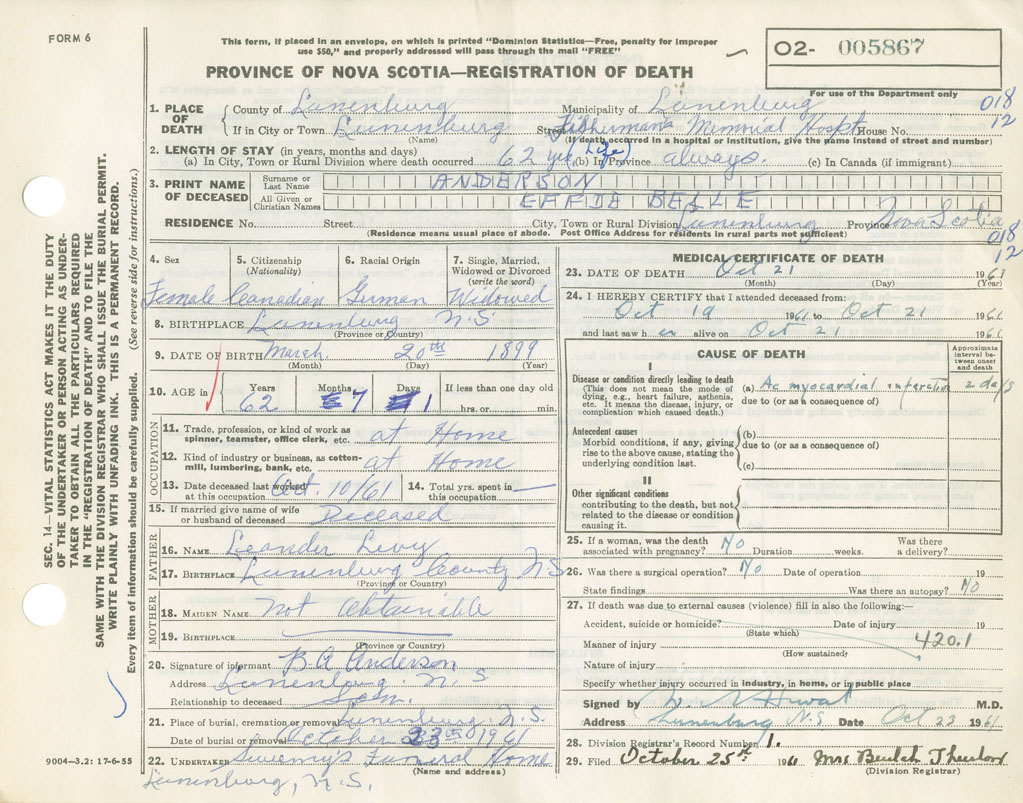 FORM 6
This form, if placed in an envelope, on which is printed "Dominion Statistics—Free, penalty for improper
use $50," and properly addressed will pass through the mail "FREE"
PROVINCE OF NOVA SCOTIA—REGISTRATION OF DEATH
02- 005867
For use of the Department only
018
12
1. PLACE OF DEATH
County of Lunenburg Municipality of Lunenburg
If in City or Town Lunenburg Street Fisherman's Memorial Hospt House No.
(Name) (If death occurred in a hospital or institution, give the name instead of street and number)
2. LENGTH OF STAY (in years, months and days)
(a) In City, Town or Rural Division where death occurred 62 yrs (Life) (b) In Province always. (c) In Canada (if immigrant)
3. PRINT NAME OF DECEASED
Surname or Last Name ANDERSON
All Given or Christian Names EFFIE BELLE
RESIDENCE No. Street City, Town or Rural Division Lunenburg Province Nova Scotia
(Residence means usual place of abode. Post Office Address for residents in rural parts not sufficient)
018
12
4. Sex 5. Citizenship (Nationality) 6. Racial Origin 7. Single, Married, Widowed or Divorced (write the word)
Female Canadian German Widowed
8. BIRTHPLACE Lunenburg N.S
(Province or Country)
9. DATE OF BIRTH March 20th 1899
(Month) (Day) (Year)
10. AGE in Years Months Days If less than one day old
62 7 1 hrs. or min.
OCCUPATION
11. Trade, profession, or kind of work as spinner, teamster, office clerk, etc. at Home
12. Kind of industry or business, as cotton-mill, lumbering, bank, etc. at Home
13. Date deceased last worked at this occupation Oct. 10/61 14. Total yrs. spent in this occupation —
15. If married give name of wife or husband of deceased Deceased
FATHER
16. NAME Leander Levy
17. BIRTHPLACE Lunenburg County N.S
(Province or Country)
MOTHER
18. MAIDEN NAME Not Obtainable
19. BIRTHPLACE
(Province or Country)
20. Signature of informant B.A. Anderson
Address Lunenburg. N.S
Relationship to deceased Son.
21. Place of burial, cremation or removal Lunenburg N.S.
Date of burial or removal October 23rd 1961
22. UNDERTAKER Sweeny's Funeral Home
(Name and address)
Lunenburg, N.S.
MEDICAL CERTIFICATE OF DEATH
23. DATE OF DEATH Oct 21 1961
(Month) (Day) (Year)
24. I HEREBY CERTIFY that I attended deceased from:
Oct 19 1961 to Oct 21 1961
and last saw her alive on Oct 21 1961
CAUSE OF DEATH
Approximate interval between onset and death
I
Disease or condition directly leading to death
(This does not mean the mode of dying, e.g., heart failure, asthenia, etc. It means the disease, injury, or complication which caused death.)
(a) Ac myocardial infarction 2 days
due to (or as a consequence of)
Antecedent causes
Morbid conditions, if any, giving rise to the above cause, stating the underlying condition last.
(b)
due to (or as a consequence of)
(c)
II
Other significant conditions
contributing to the death, but not related to the disease or condition causing it.
25. If a woman, was the death associated with pregnancy? No Duration weeks. Was there a delivery?
26. Was there a surgical operation? No Date of operation 19
State findings Was there an autopsy? No
27. If death was due to external causes (violence) fill in also the following:—
Accident, suicide or homicide? Date of injury 19
(State which)
Manner of injury 420.1
(How sustained)
Nature of injury
Specify whether injury occurred in industry, in home, or in public place
Signed by M.D.
Address Lunenburg N.S Date Oct 23 1961
28. Division Registrar's Record Number 1.
29. Filed October 25th 1961 Mrs Beulah
(Division Registrar)
SEC. 14—VITAL STATISTICS ACT MAKES IT THE DUTY
OF THE UNDERTAKER OR PERSON ACTING AS UNDER-
TAKER TO OBTAIN ALL THE PARTICULARS REQUIRED
IN THE "REGISTRATION OF DEATH" AND TO FILE THE
SAME WITH THE DIVISION REGISTRAR WHO SHALL ISSUE THE BURIAL PERMIT.
WRITE PLAINLY WITH UNFADING INK. THIS IS A PERMANENT RECORD.
Every item of information should be carefully supplied. (See reverse side for instructions.)
9004—3.2: 17-6-55